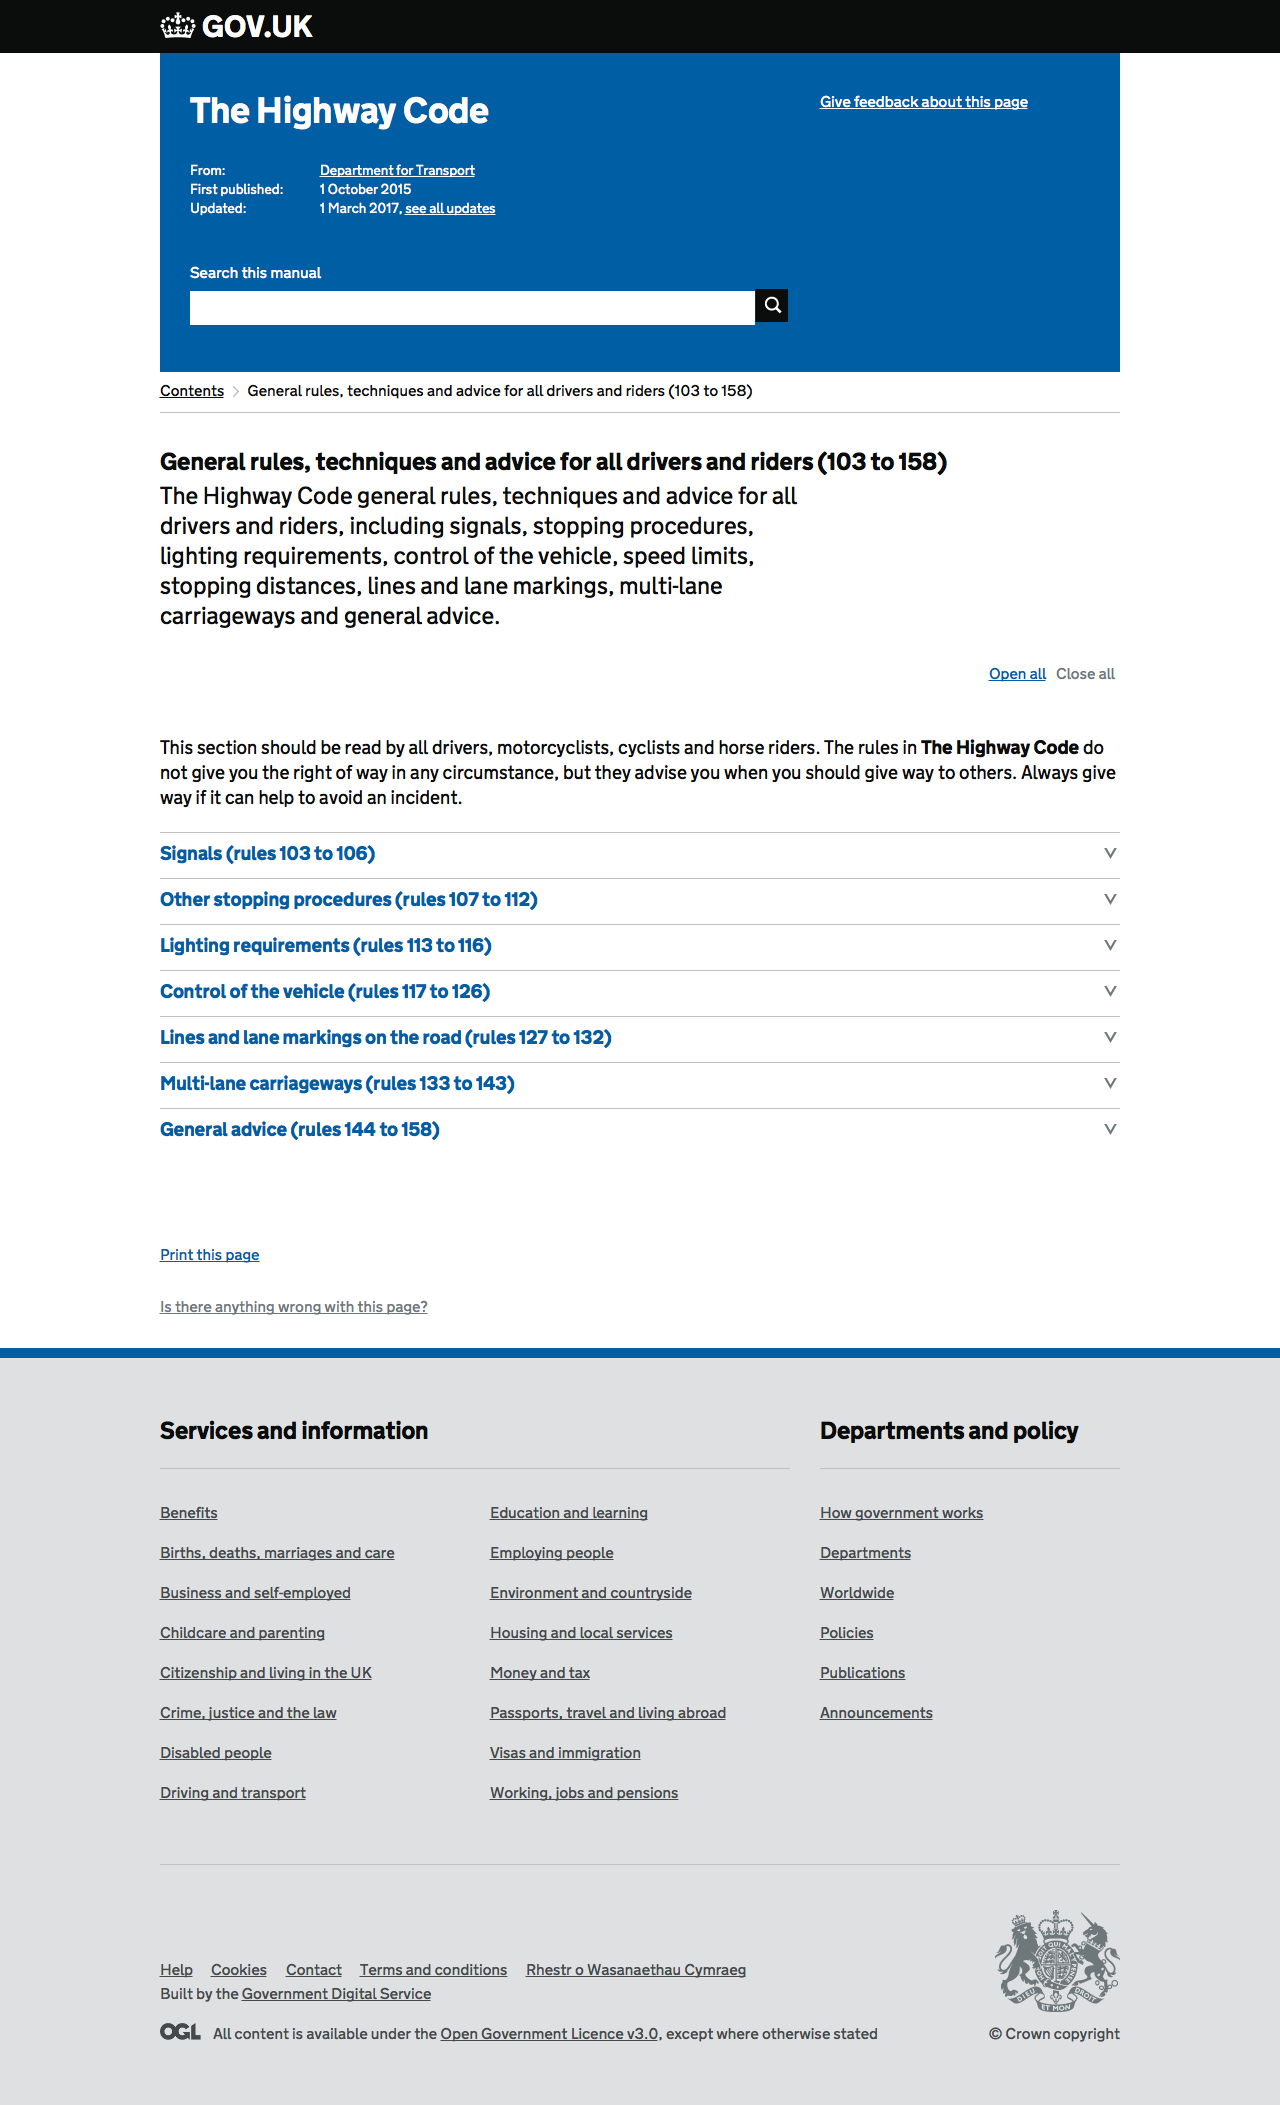 GOV.UK
The Highway Code
Give feedback about this page
From: Department for Transport
First published: 1 October 2015
Updated: 1 March 2017, see all updates
Search this manual
Contents General rules, techniques and advice for all drivers and riders (103 to 158)
General rules, techniques and advice for all drivers and riders (103 to 158)
The Highway Code general rules, techniques and advice for all
drivers and riders, including signals, stopping procedures,
lighting requirements, control of the vehicle, speed limits,
stopping distances, lines and lane markings, multi-lane
carriageways and general advice.
Open all Close all
This section should be read by all drivers, motorcyclists, cyclists and horse riders. The rules in The Highway Code do
not give you the right of way in any circumstance, but they advise you when you should give way to others. Always give
way if it can help to avoid an incident.
Signals (rules 103 to 106)
Other stopping procedures (rules 107 to 112)
Lighting requirements (rules 113 to 116)
Control of the vehicle (rules 117 to 126)
Lines and lane markings on the road (rules 127 to 132)
Multi-lane carriageways (rules 133 to 143)
General advice (rules 144 to 158)
Print this page
Is there anything wrong with this page?
Services and information
Benefits
Births, deaths, marriages and care
Business and self-employed
Childcare and parenting
Citizenship and living in the UK
Crime, justice and the law
Disabled people
Driving and transport
Education and learning
Employing people
Environment and countryside
Housing and local services
Money and tax
Passports, travel and living abroad
Visas and immigration
Working, jobs and pensions
Departments and policy
How government works
Departments
Worldwide
Policies
Publications
Announcements
Help Cookies Contact Terms and conditions Rhestr o Wasanaethau Cymraeg
Built by the Government Digital Service
OGL All content is available under the Open Government Licence v3.0, except where otherwise stated
DIEU ET MON DROIT
© Crown copyright